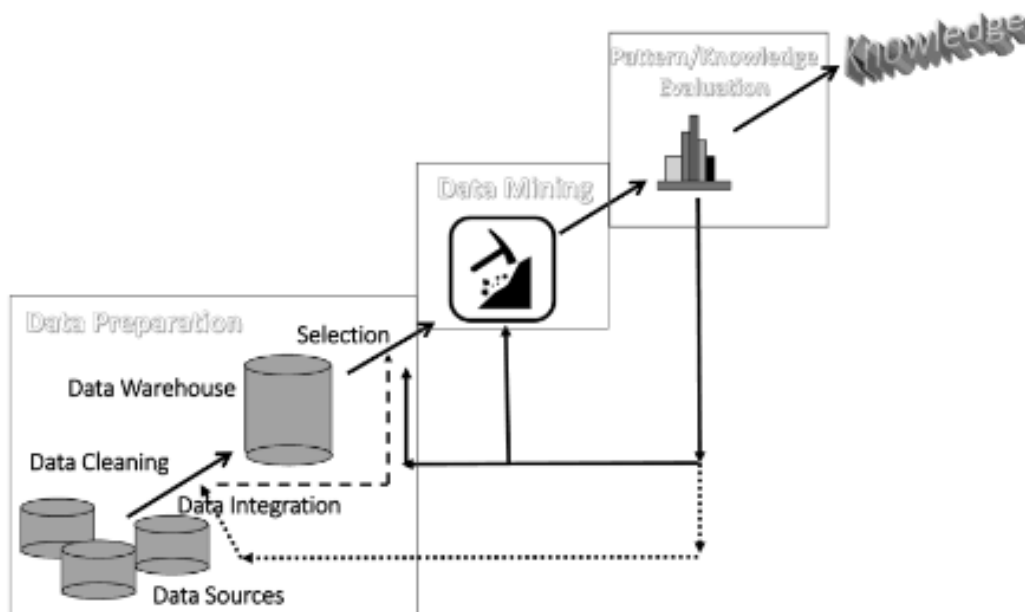 Knowledge
Pattern/Knowledge
Evaluation
Data Mining
Data Preparation
Selection
Data Warehouse
Data Cleaning
Data Integration
Data Sources